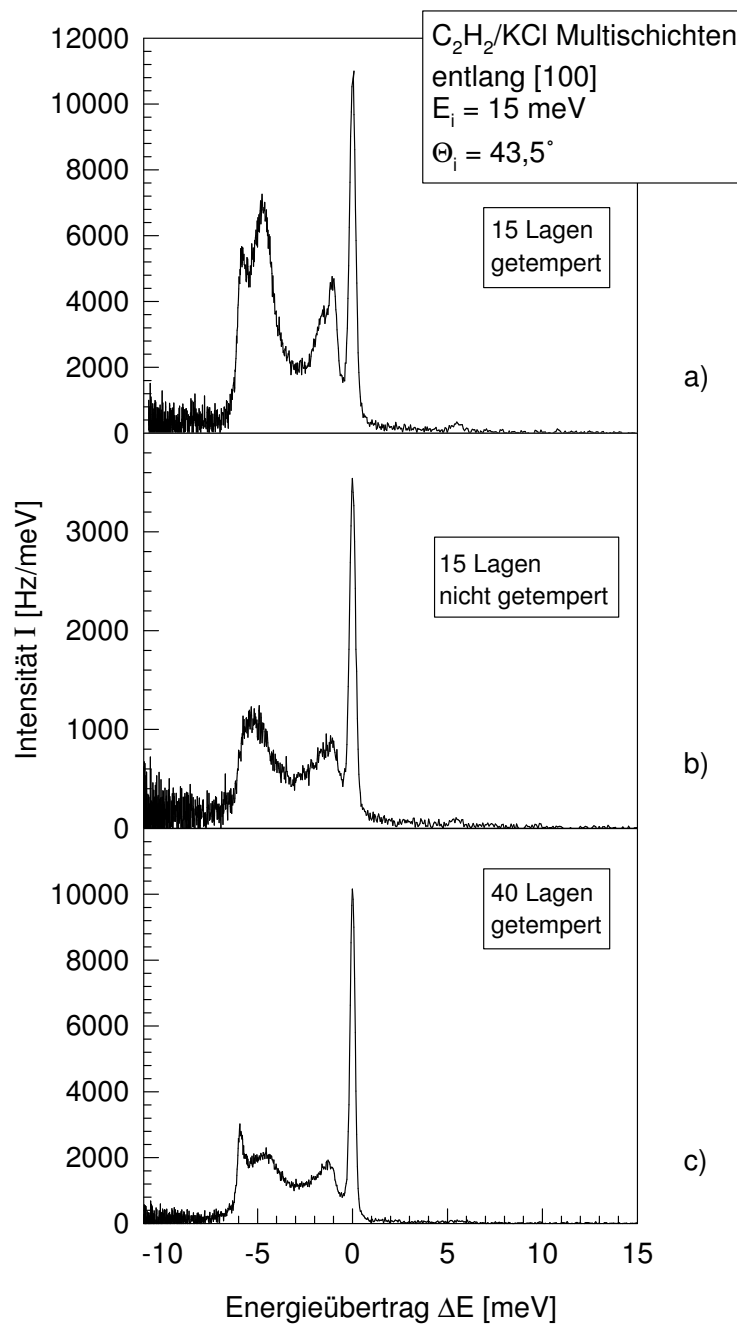 C₂H₂/KCl Multischichten
entlang [100]
Eᵢ = 15 meV
Θᵢ = 43,5°
12000
10000
8000
6000
4000
2000
0
15 Lagen
getempert
a)
3000
2000
1000
0
15 Lagen
nicht getempert
b)
Intensität I [Hz/meV]
10000
8000
6000
4000
2000
0
40 Lagen
getempert
c)
-10 -5 0 5 10 15
Energieübertrag ΔE [meV]